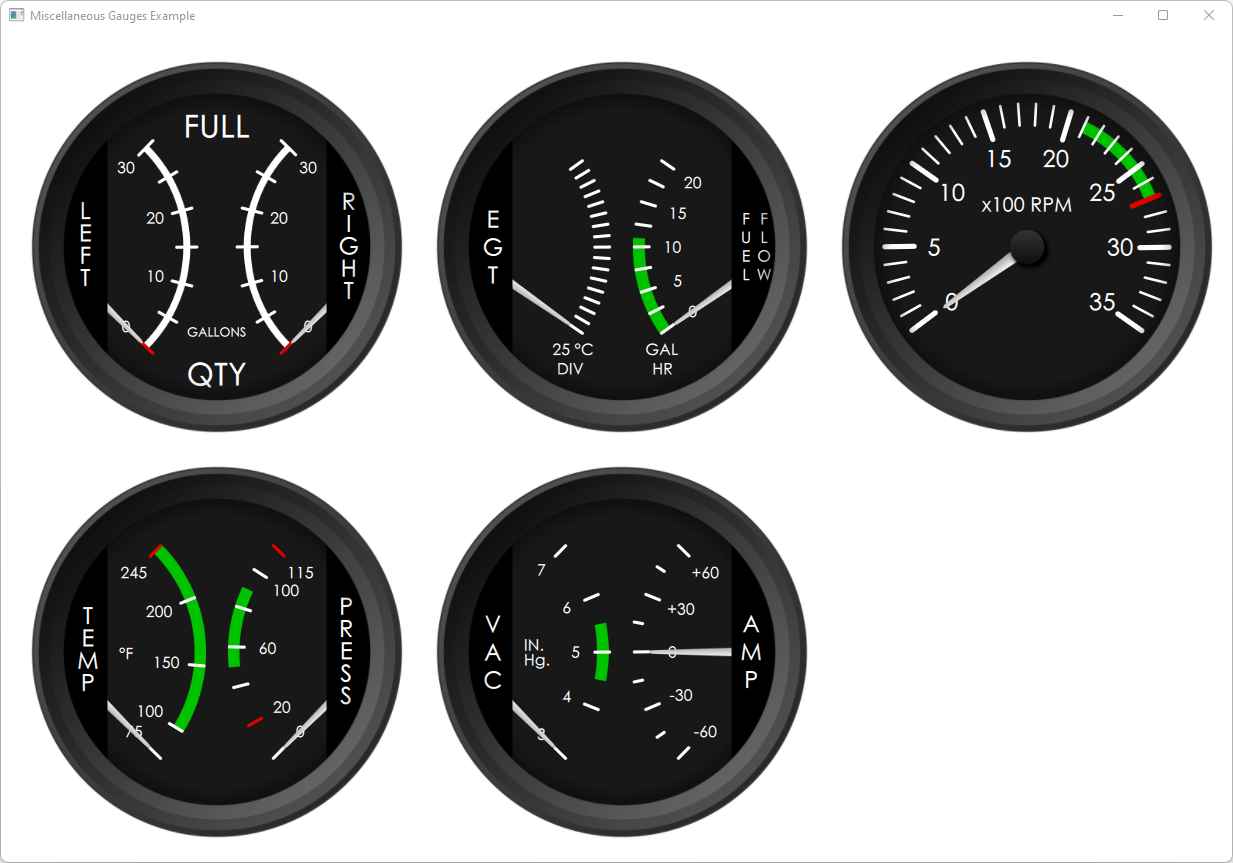 Miscellaneous Gauges Example
FULL
30
30
LEFT
20
20
RIGHT
10
10
0
0
GALLONS
QTY
20
15
EGT
10
FUEL
FLOW
5
0
25 °C
DIV
GAL
HR
15
20
10
25
x100 RPM
5
30
0
35
245
115
100
200
TEMP
°F
60
PRESS
150
100
20
75
0
7
+60
6
+30
VAC
IN.
Hg.
5
0
AMP
4
-30
3
-60